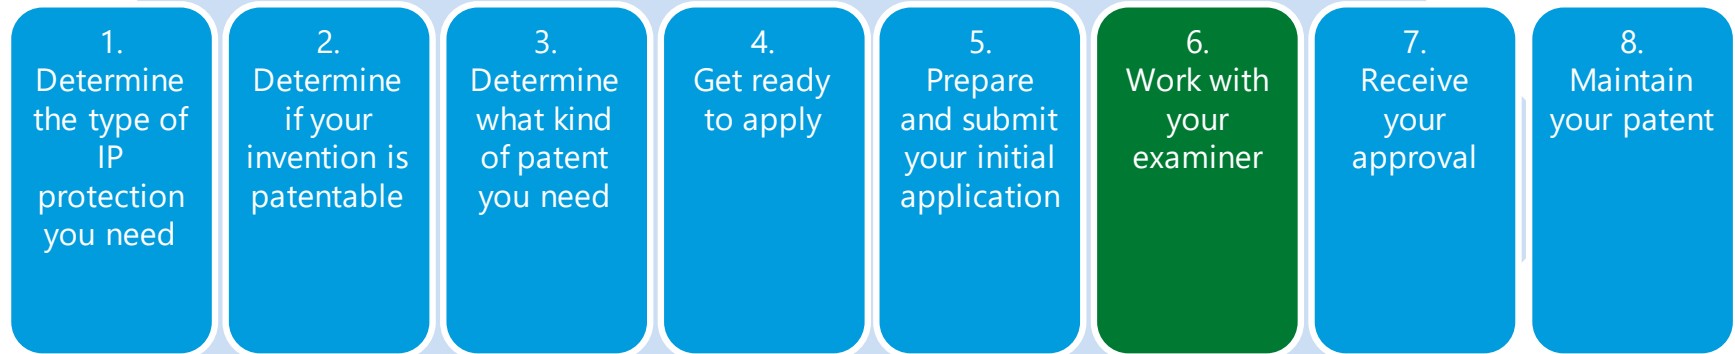 1.
Determine
the type of
IP
protection
you need
2.
Determine
if your
invention is
patentable
3.
Determine
what kind
of patent
you need
4.
Get ready
to apply
5.
Prepare
and submit
your initial
application
6.
Work with
your
examiner
7.
Receive
your
approval
8.
Maintain
your patent